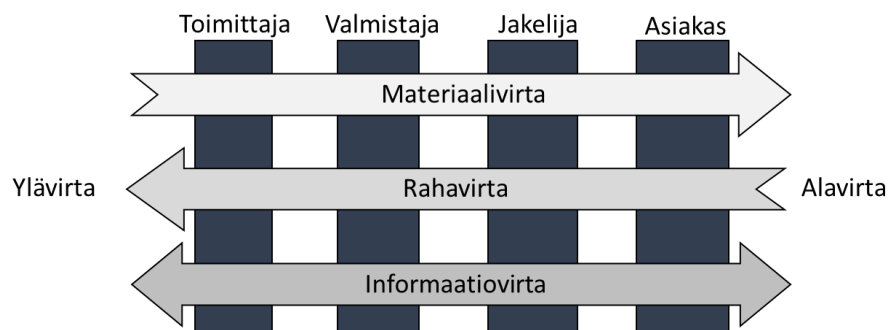 Toimittaja
Valmistaja
Jakelija
Asiakas
Materiaalivirta
Ylävirta
Rahavirta
Alavirta
Informaatiovirta